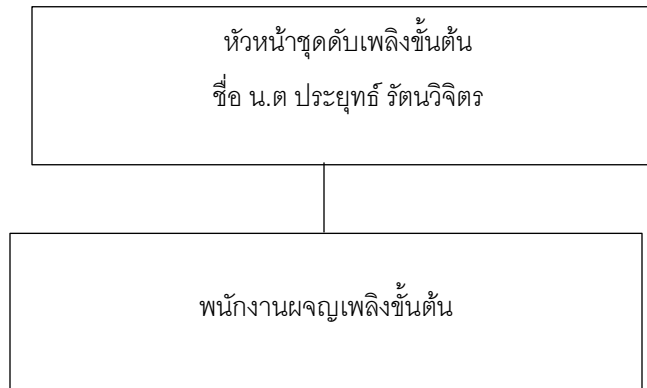 หัวหน้าชุดดับเพลิงขั้นต้น
ชื่อ น.ต ประยุทธ์ รัตนวิจิตร
พนักงานผจญเพลิงขั้นต้น